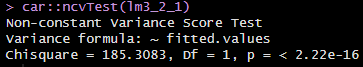 > car::ncvTest(lm3_2_1)
Non-constant Variance Score Test
Variance formula: ~ fitted.values
Chisquare = 185.3083, Df = 1, p = < 2.22e-16